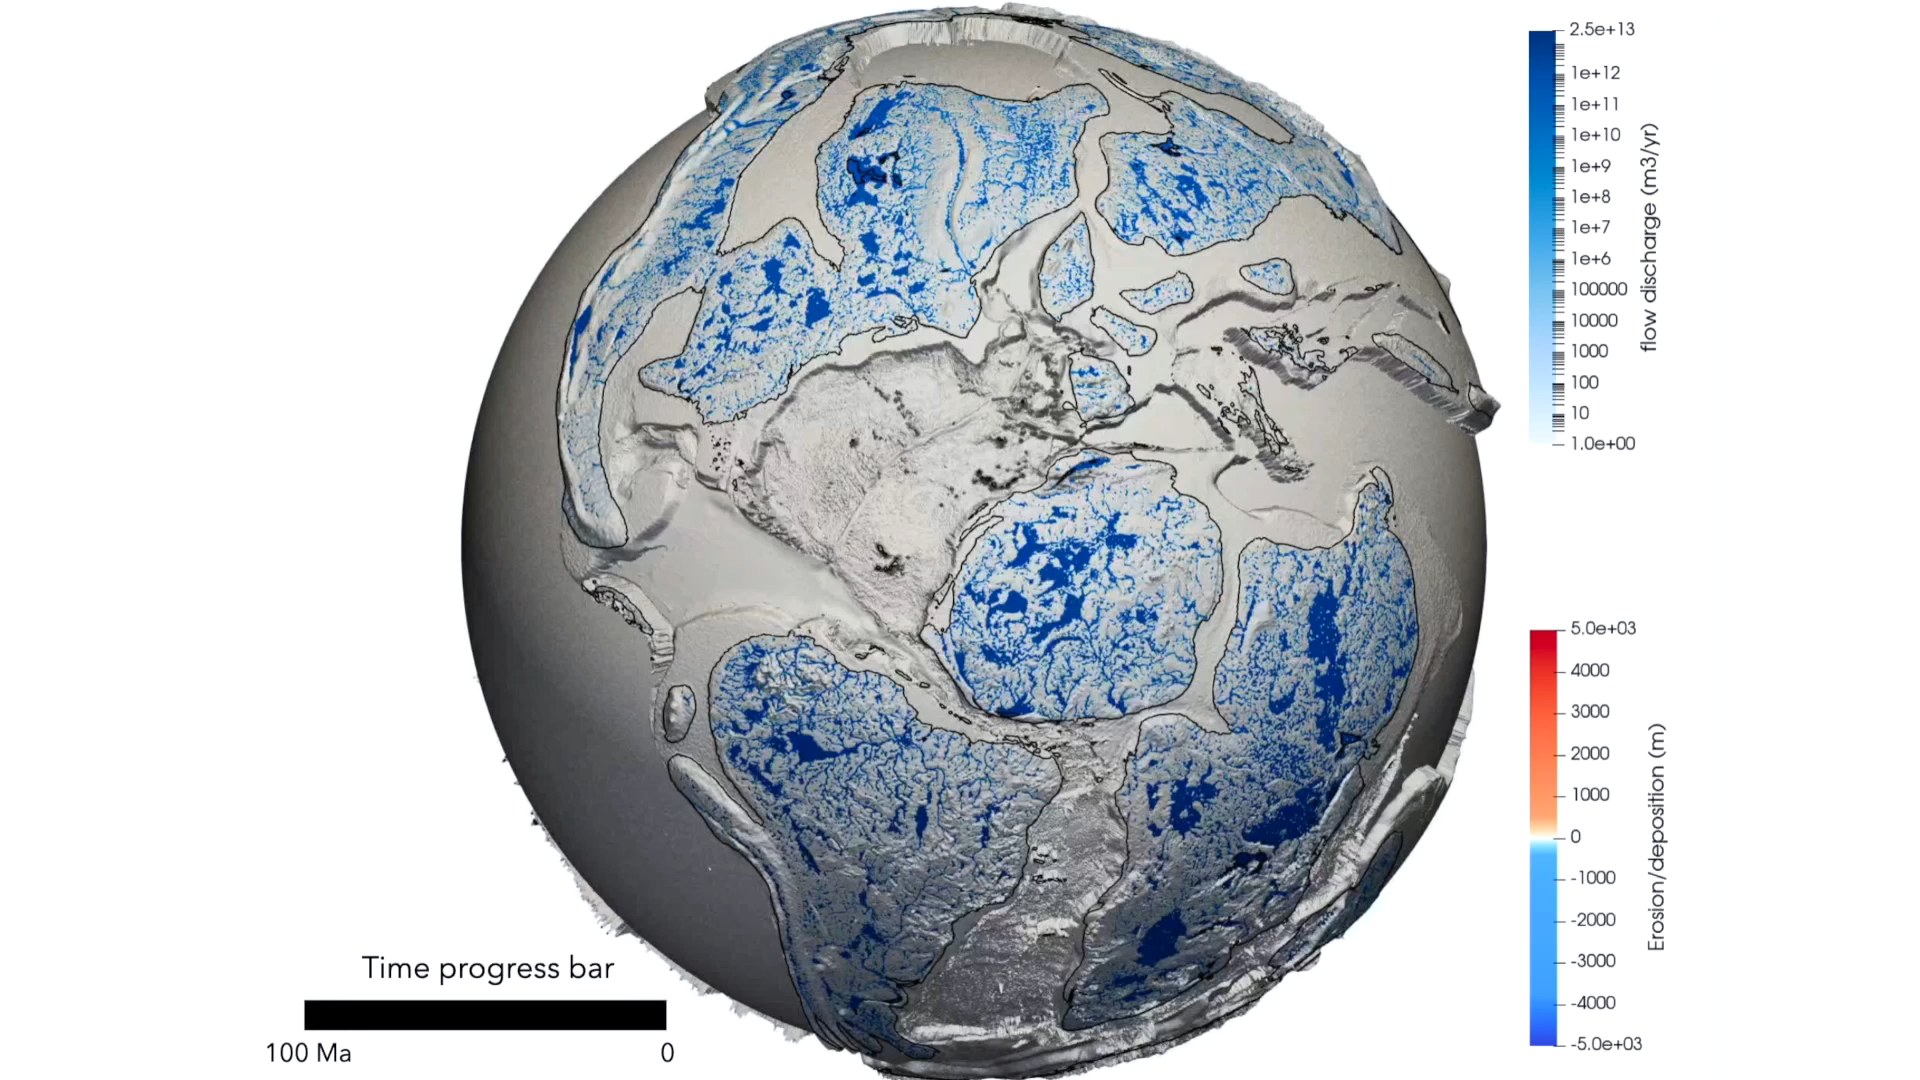 2.5e+13
1e+12
1e+11
1e+10
1e+9
1e+8
1e+7
1e+6
100000
10000
1000
100
10
1.0e+00
flow discharge (m3/yr)
5.0e+03
4000
3000
2000
1000
0
-1000
-2000
-3000
-4000
-5.0e+03
Erosion/deposition (m)
Time progress bar
100 Ma 0